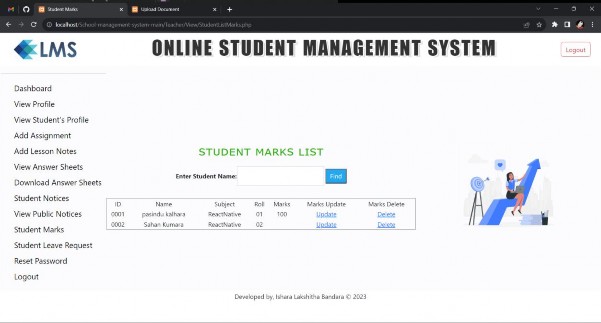 Student Marks
Upload Document
localhost/School-management-system-main/Teacher/View/StudentListMarks.php
LMS
ONLINE STUDENT MANAGEMENT SYSTEM
Logout
Dashboard
View Profile
View Student's Profile
Add Assignment
Add Lesson Notes
View Answer Sheets
Download Answer Sheets
Student Notices
View Public Notices
Student Marks
Student Leave Request
Reset Password
Logout
STUDENT MARKS LIST
Enter Student Name:
Find
ID Name Subject Roll Marks Marks Update Marks Delete
0001 pasindu kalhara ReactNative 01 100 Update Delete
0002 Sahan Kumara ReactNative 02 Update Delete
Developed by, Ishara Lakshitha Bandara © 2023